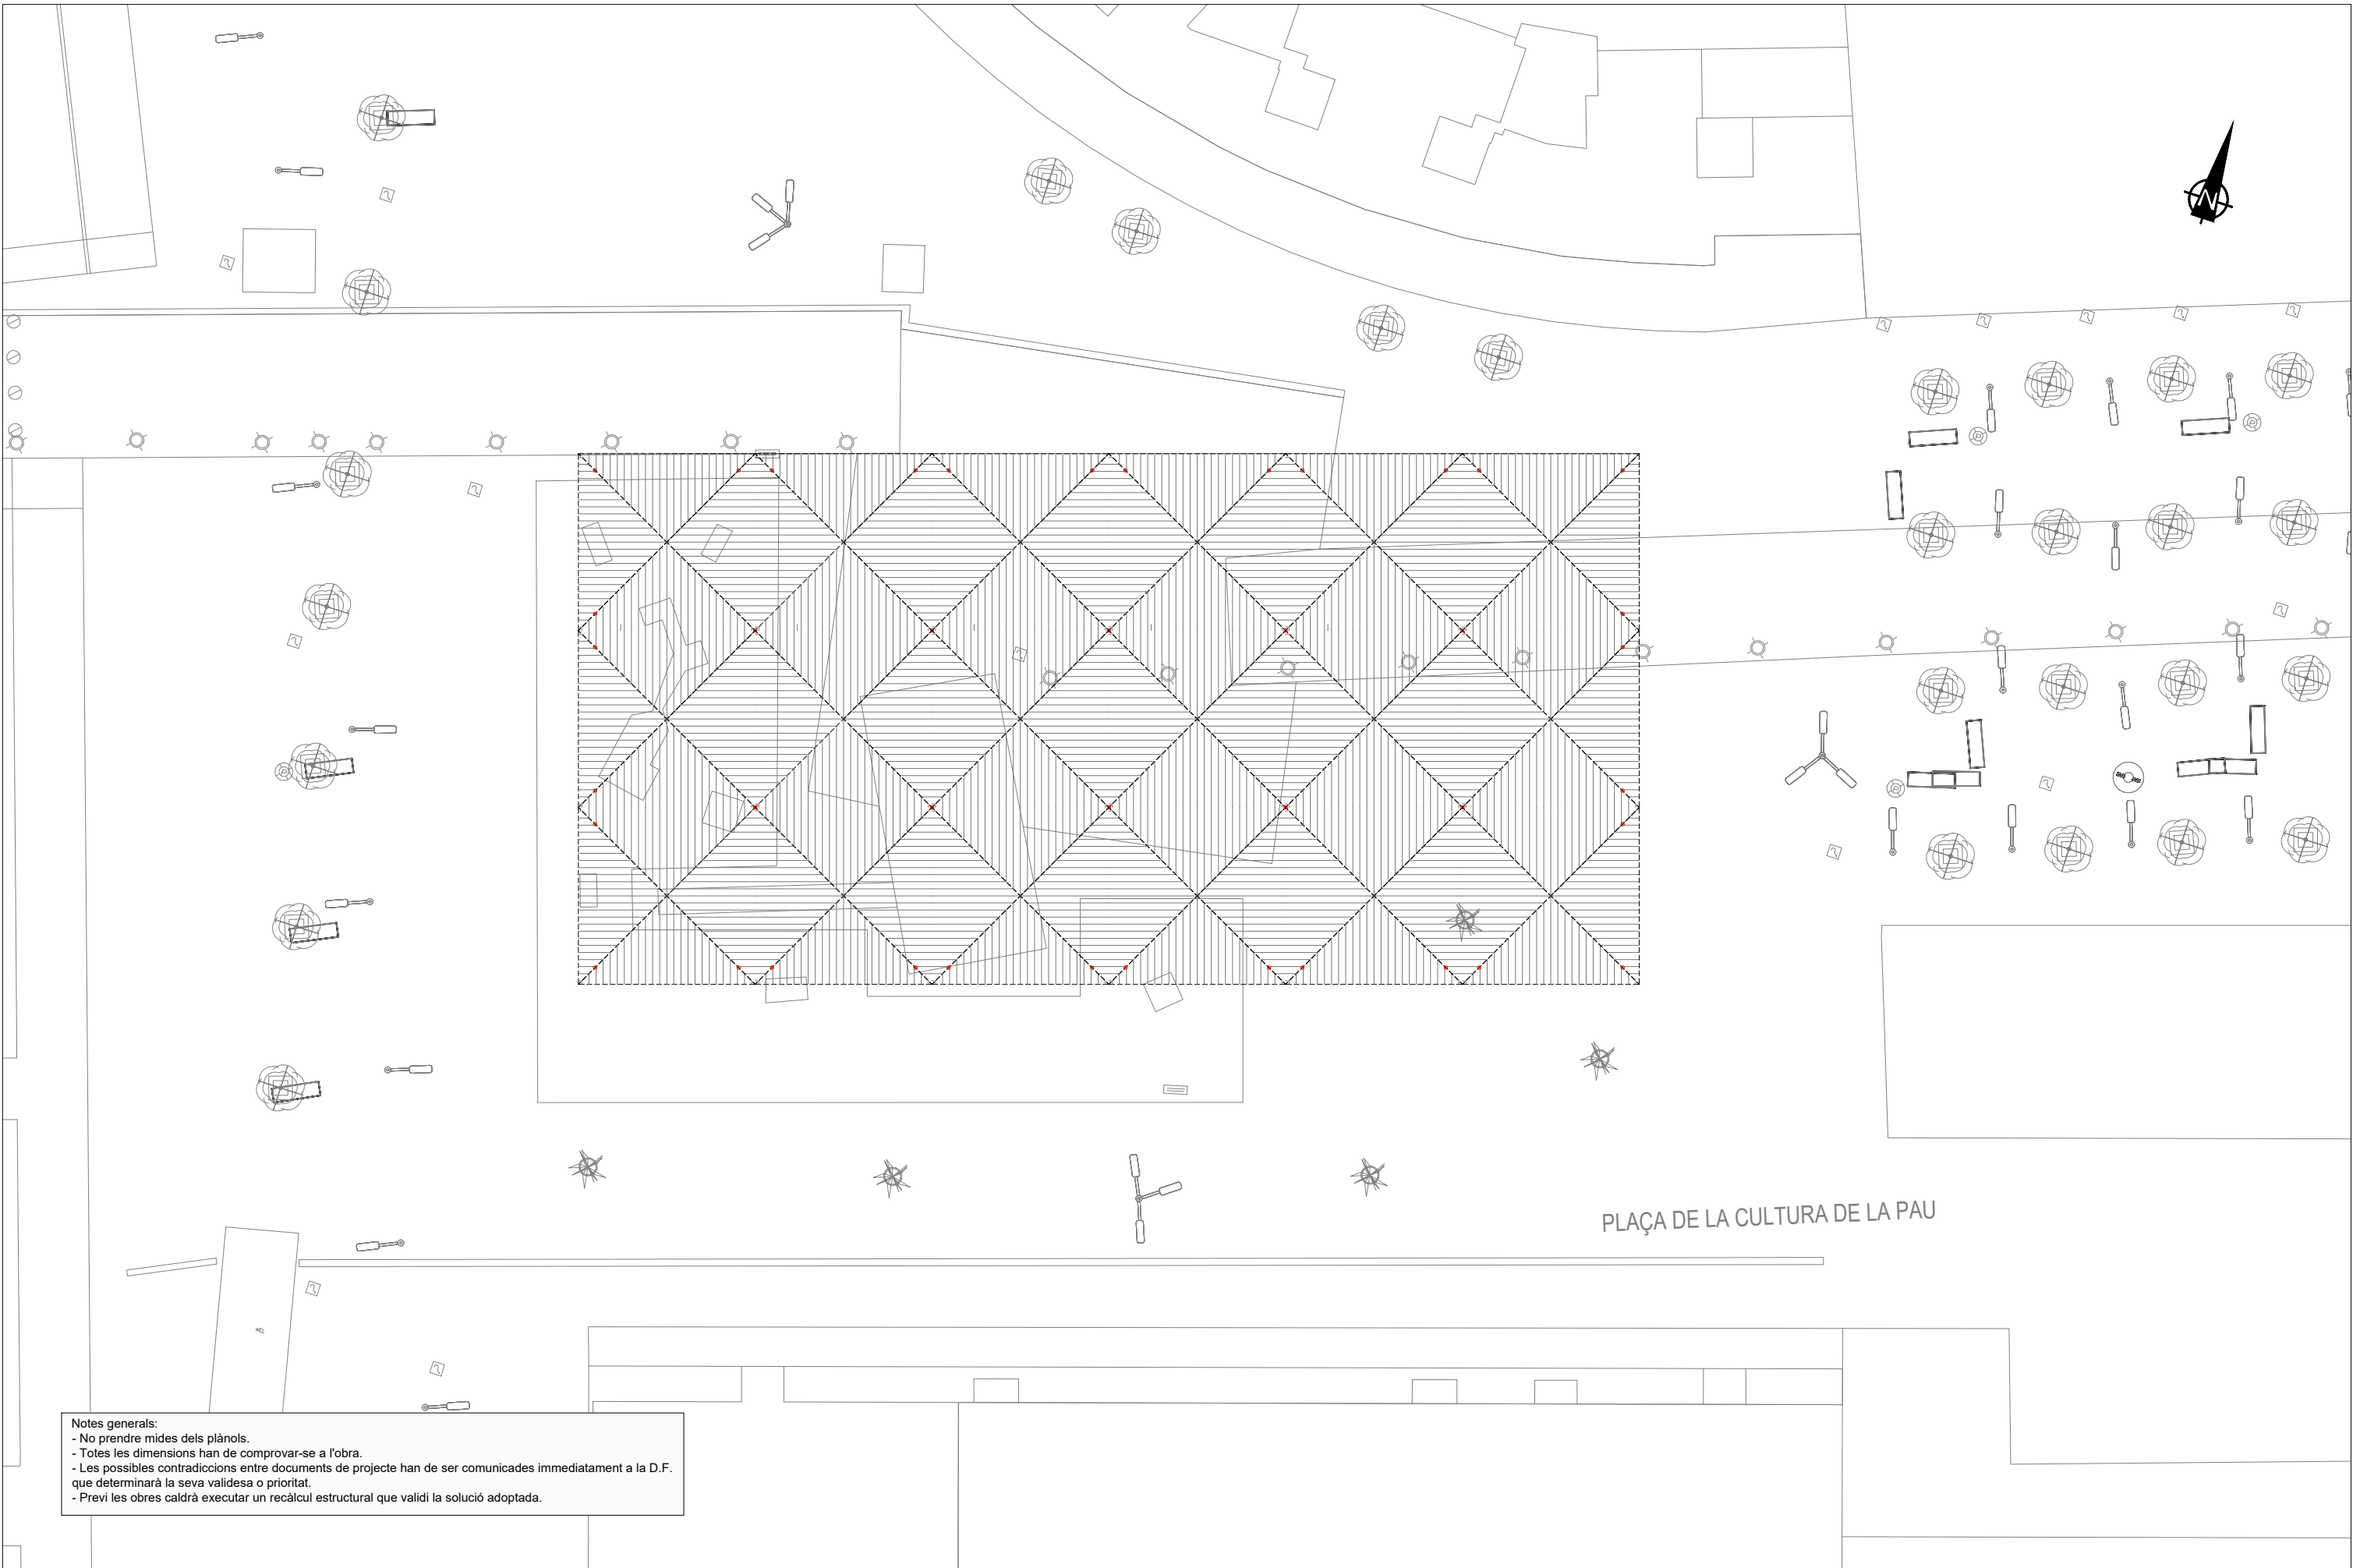 N
PLAÇA DE LA CULTURA DE LA PAU
Notes generals:
- No prendre mides dels plànols.
- Totes les dimensions han de comprovar-se a l'obra.
- Les possibles contradiccions entre documents de projecte han de ser comunicades immediatament a la D.F.
que determinarà la seva validesa o prioritat.
- Previ les obres caldrà executar un recàlcul estructural que validi la solució adoptada.